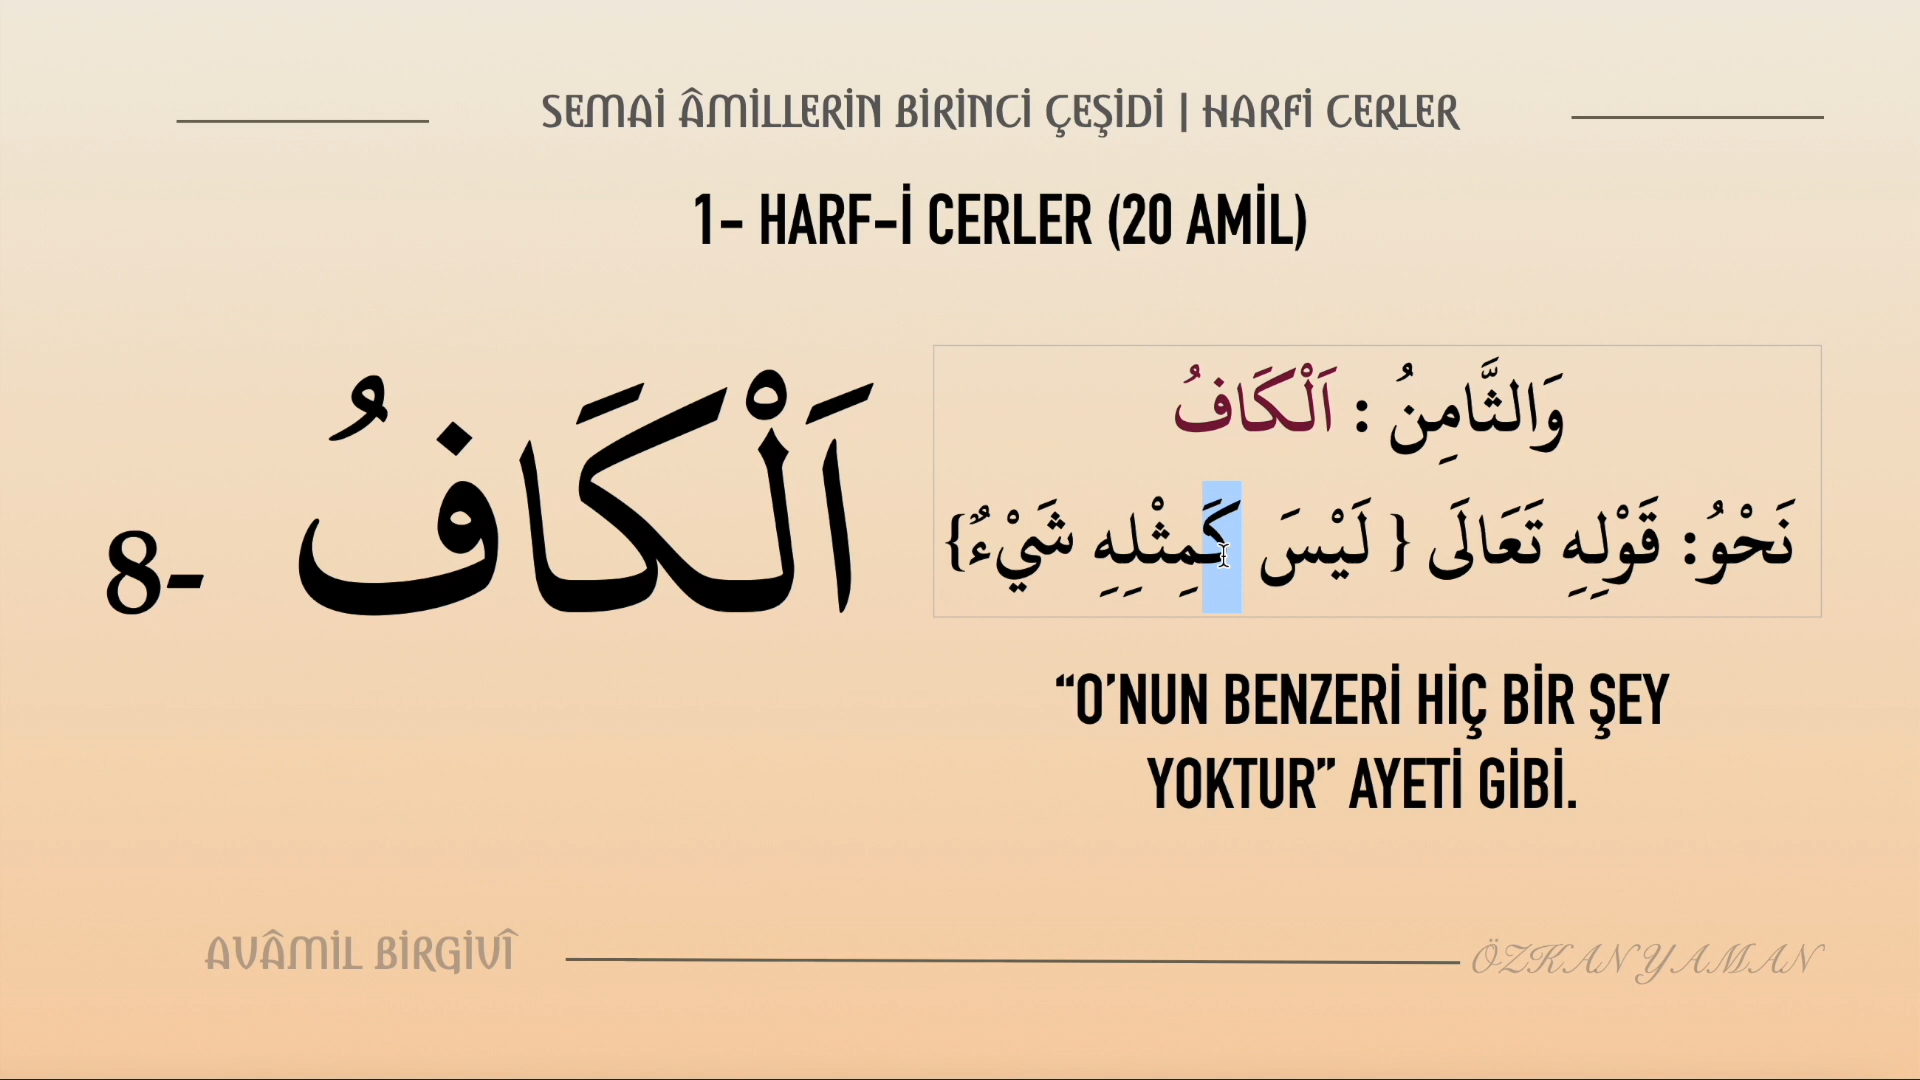 SEMAİ ÂMİLLERİN BİRİNCİ ÇEŞİDİ | HARFİ CERLER
1- HARF-İ CERLER (20 AMİL)
8- اَلْكَافُ
وَالثَّامِنُ : اَلْكَافُ
نَحْوُ: قَوْلِهِ تَعَالَى { لَيْسَ كَمِثْلِهِ شَيْءٌ}
“O’NUN BENZERİ HİÇ BİR ŞEY
YOKTUR” AYETİ GİBİ.
AVÂMİL BİRGİVÎ
ÖZKAN YAMAN